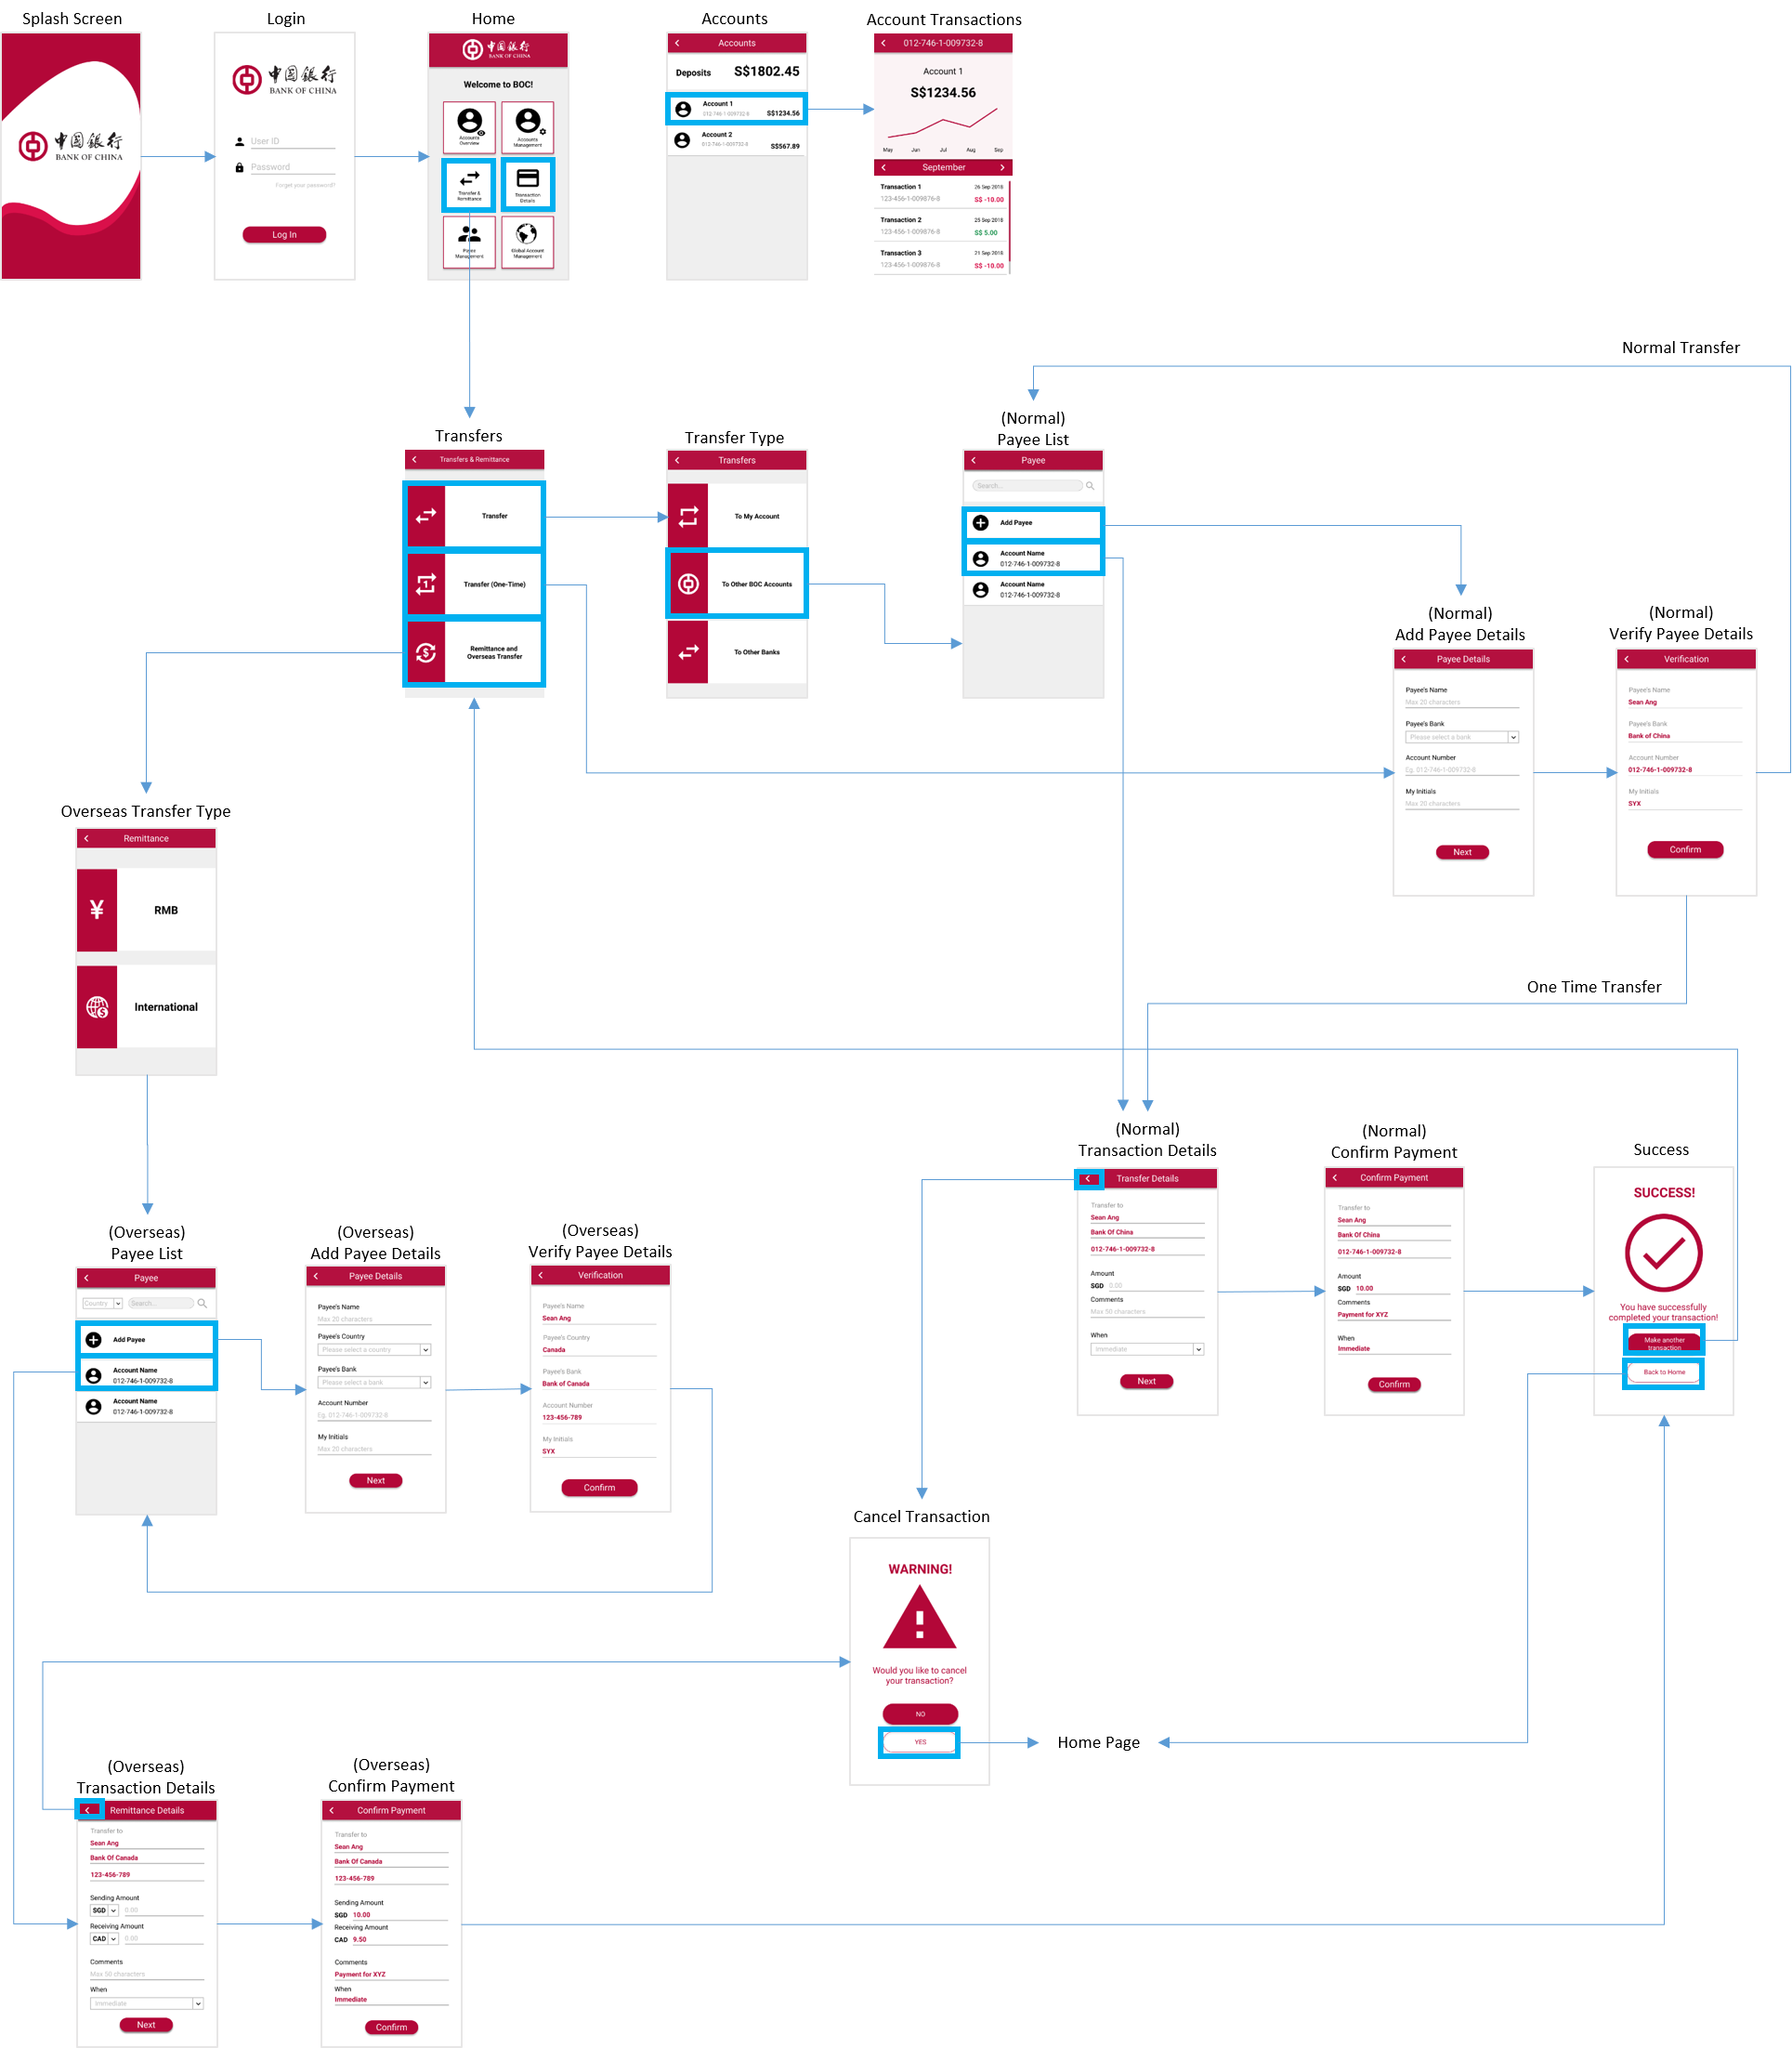 Splash Screen
中国银行
BANK OF CHINA
Login
中国银行
BANK OF CHINA
User ID
Password
Forget your password?
Log In
Home
中国银行
BANK OF CHINA
Welcome to BOC!
Accounts
Overview
Accounts
Management
Transfer &
Remittance
Transaction
Details
Payee
Management
Global Account
Management
Accounts
Accounts
Deposits S$1802.45
Account 1
012-746-1-009732-8 S$1234.56
Account 2
012-746-1-009732-8 S$567.89
Account Transactions
012-746-1-009732-8
Account 1
S$1234.56
May Jun Jul Aug Sep
September
Transaction 1 26 Sep 2018
123-456-1-009876-8 S$ -10.00
Transaction 2 25 Sep 2018
123-456-1-009876-8 S$ 5.00
Transaction 3 21 Sep 2018
123-456-1-009876-8 S$ -10.00
Normal Transfer
Transfers
Transfers & Remittance
Transfer
1
Transfer (One-Time)
$
Remittance and
Overseas Transfer
Transfer Type
Transfers
To My Account
To Other BOC Accounts
To Other Banks
(Normal)
Payee List
Payee
Search...
Add Payee
Account Name
012-746-1-009732-8
Account Name
012-746-1-009732-8
(Normal)
Add Payee Details
Payee Details
Payee's Name
Max 20 characters
Payee's Bank
Please select a bank
Account Number
Eg. 012-746-1-009732-8
My Initials
Max 20 characters
Next
(Normal)
Verify Payee Details
Verification
Payee's Name
Sean Ang
Payee's Bank
Bank of China
Account Number
012-746-1-009732-8
My Initials
SYX
Confirm
Overseas Transfer Type
Remittance
¥
RMB
$
International
One Time Transfer
(Normal)
Transaction Details
Transfer Details
Transfer to
Sean Ang
Bank Of China
012-746-1-009732-8
Amount
SGD 0.00
Comments
Max 50 characters
When
Immediate
Next
(Normal)
Confirm Payment
Confirm Payment
Transfer to
Sean Ang
Bank Of China
012-746-1-009732-8
Amount
SGD 10.00
Comments
Payment for XYZ
When
Immediate
Confirm
Success
SUCCESS!
You have successfully
completed your transaction!
Make another
transaction
Back to Home
(Overseas)
Payee List
Payee
Country Search...
Add Payee
Account Name
012-746-1-009732-8
Account Name
012-746-1-009732-8
(Overseas)
Add Payee Details
Payee Details
Payee's Name
Max 20 characters
Payee's Country
Please select a country
Payee's Bank
Please select a bank
Account Number
Eg. 012-746-1-009732-8
My Initials
Max 20 characters
Next
(Overseas)
Verify Payee Details
Verification
Payee's Name
Sean Ang
Payee's Country
Canada
Payee's Bank
Bank of Canada
Account Number
123-456-789
My Initials
SYX
Confirm
Cancel Transaction
WARNING!
Would you like to cancel
your transaction?
NO
YES
Home Page
(Overseas)
Transaction Details
Remittance Details
Transfer to
Sean Ang
Bank Of Canada
123-456-789
Sending Amount
SGD 0.00
Receiving Amount
CAD 0.00
Comments
Max 50 characters
When
Immediate
Next
(Overseas)
Confirm Payment
Confirm Payment
Transfer to
Sean Ang
Bank Of Canada
123-456-789
Sending Amount
SGD 10.00
Receiving Amount
CAD 9.50
Comments
Payment for XYZ
When
Immediate
Confirm